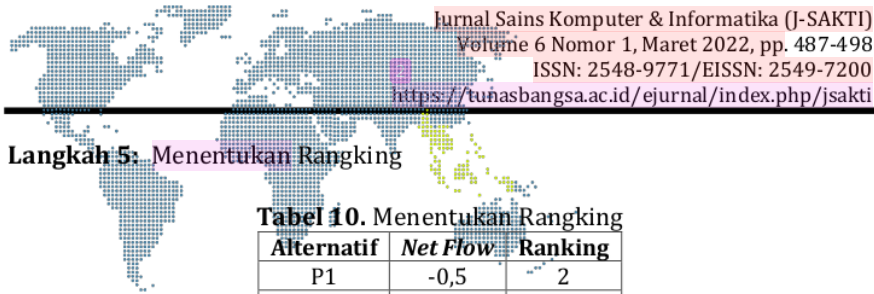 Jurnal Sains Komputer & Informatika (J-SAKTI)
Volume 6 Nomor 1, Maret 2022, pp. 487-498
ISSN: 2548-9771/EISSN: 2549-7200
https://tunasbangsa.ac.id/ejurnal/index.php/jsakti
Langkah 5: Menentukan Rangking
Tabel 10. Menentukan Rangking
Alternatif Net Flow Ranking
P1 -0,5 2